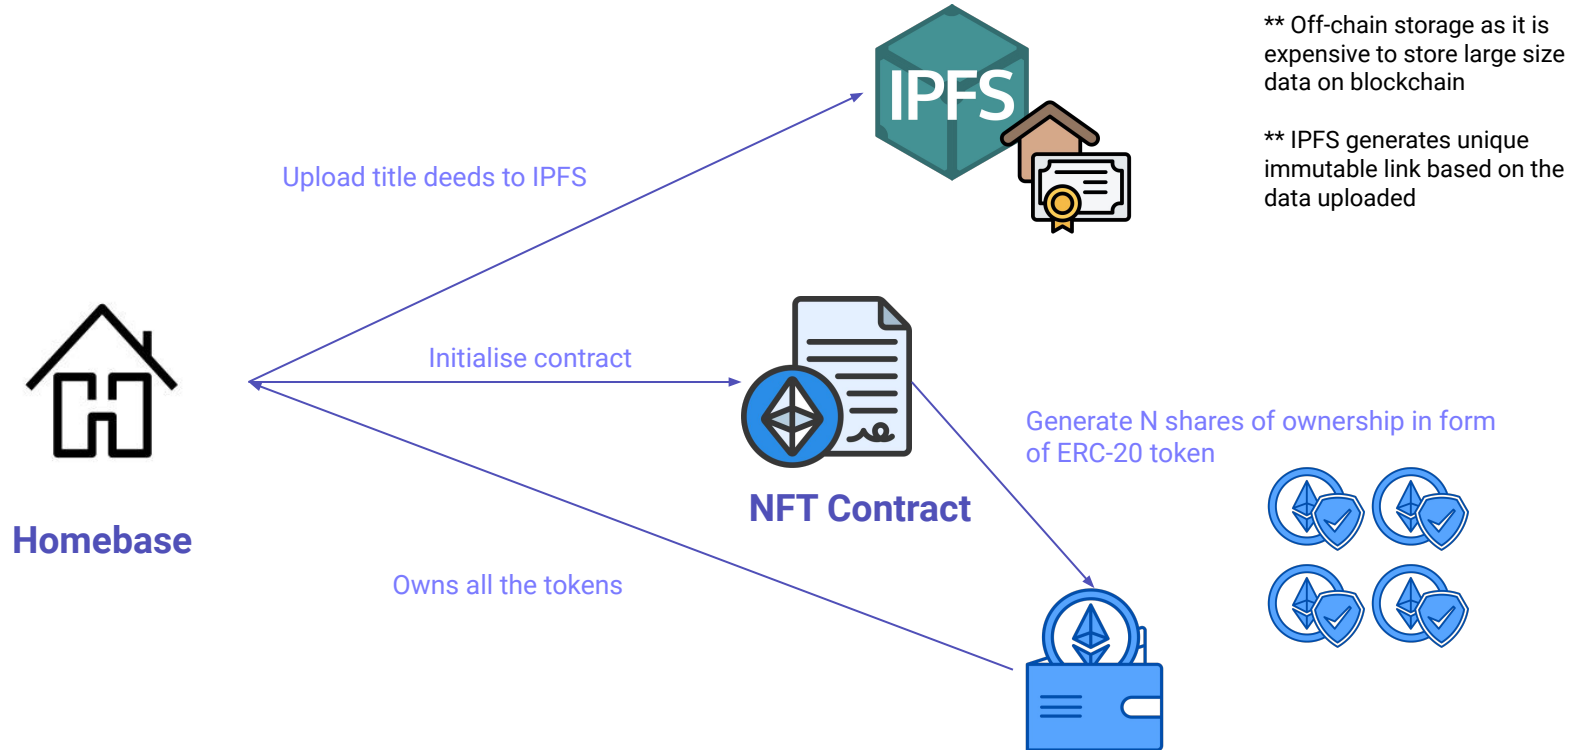 ** Off-chain storage as it is
expensive to store large size
data on blockchain
** IPFS generates unique
immutable link based on the
data uploaded
IPFS
Upload title deeds to IPFS
Initialise contract
Generate N shares of ownership in form
of ERC-20 token
NFT Contract
Homebase
Owns all the tokens